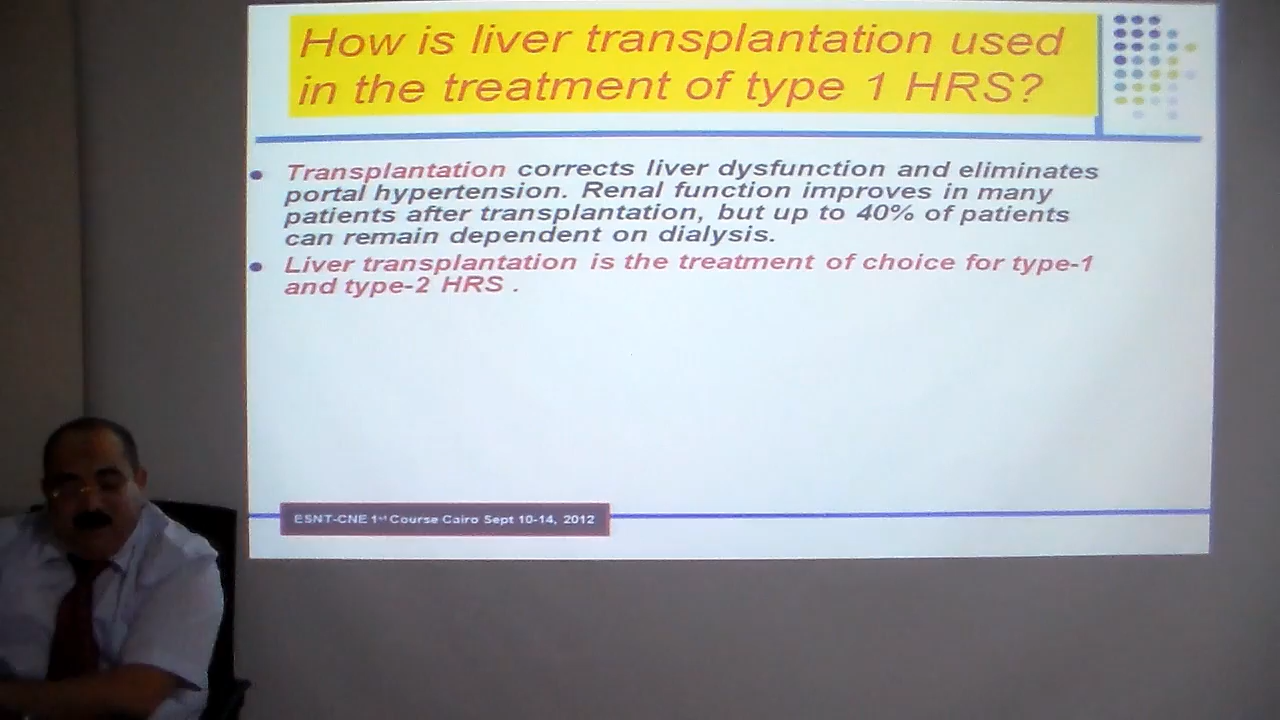 How is liver transplantation used
in the treatment of type 1 HRS?
Transplantation corrects liver dysfunction and eliminates
portal hypertension. Renal function improves in many
patients after transplantation, but up to 40% of patients
can remain dependent on dialysis.
Liver transplantation is the treatment of choice for type-1
and type-2 HRS .
ESNT-CNE 1st Course Cairo Sept 10-14, 2012